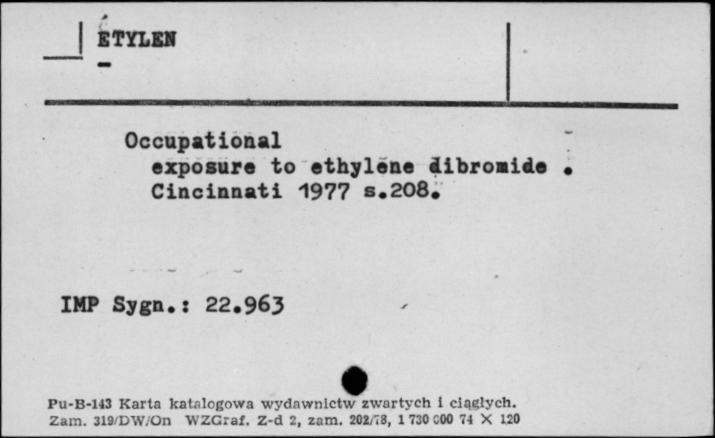 ETYLEN
Occupational
exposure to ethylene dibromide .
Cincinnati 1977 s.208.
IMP Sygn.: 22.963
Pu-B-143 Karta katalogowa wydawnictw zwartych i ciągłych.
Zam. 319/DW/On WZGraf. Z-d 2, zam. 202/78, 1 730 000 74 X 120